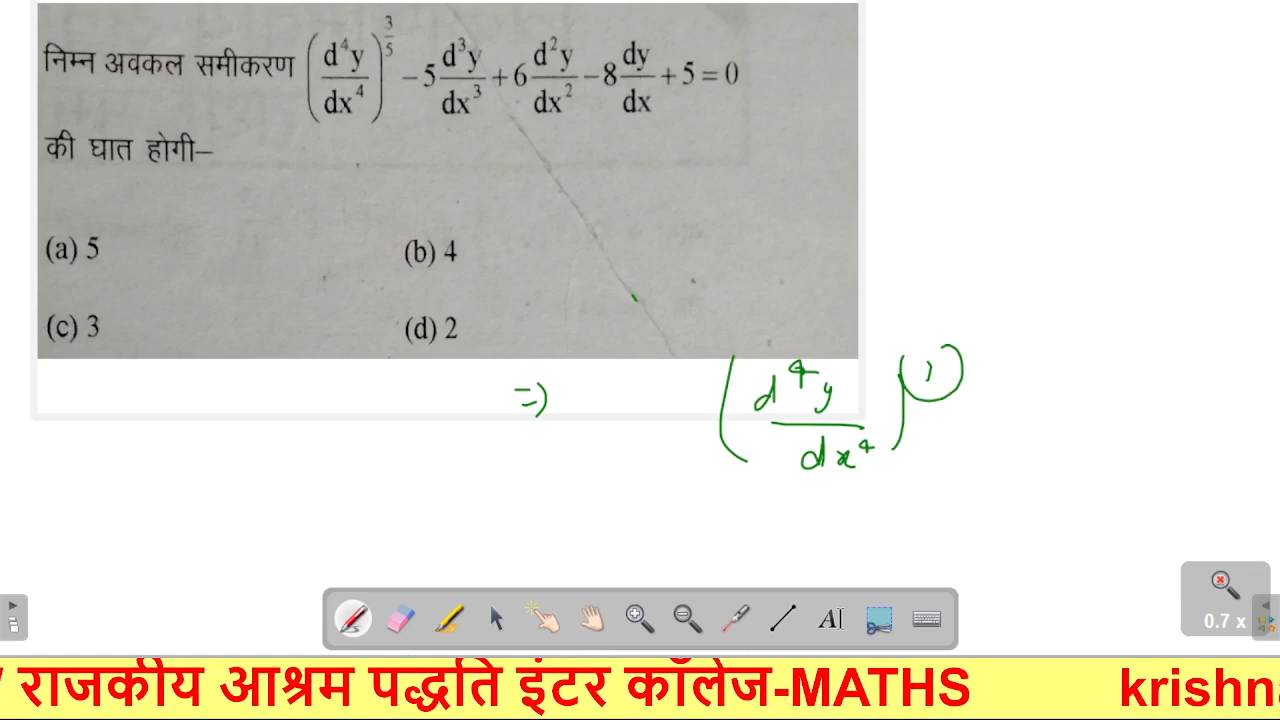 निम्न अवकल समीकरण (d⁴y/dx⁴)^(3/5) − 5 d³y/dx³ + 6 d²y/dx² − 8 dy/dx + 5 = 0
की घात होगी–
(a) 5 (b) 4
(c) 3 (d) 2
⇒ (d⁴y/dx⁴)^1
AI
0.7 x
राजकीय आश्रम पद्धति इंटर कॉलेज-MATHS krishn